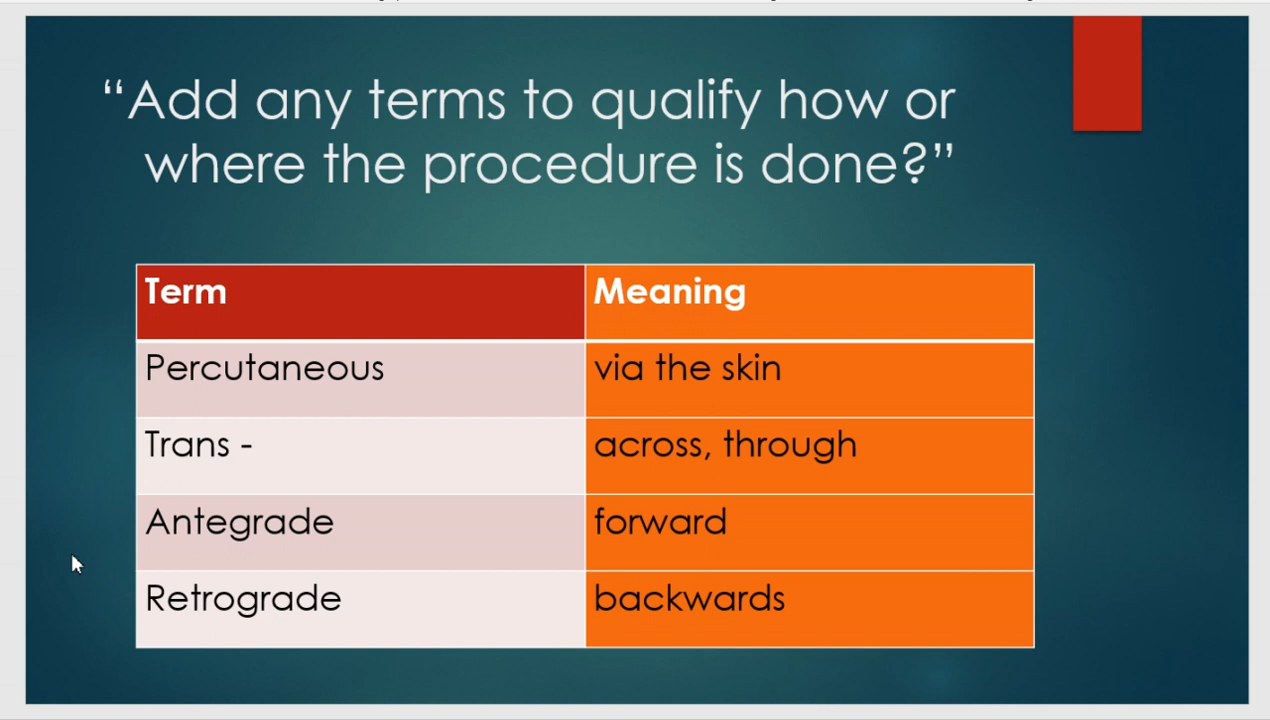 “Add any terms to qualify how or
where the procedure is done?”
Term Meaning
Percutaneous via the skin
Trans - across, through
Antegrade forward
Retrograde backwards